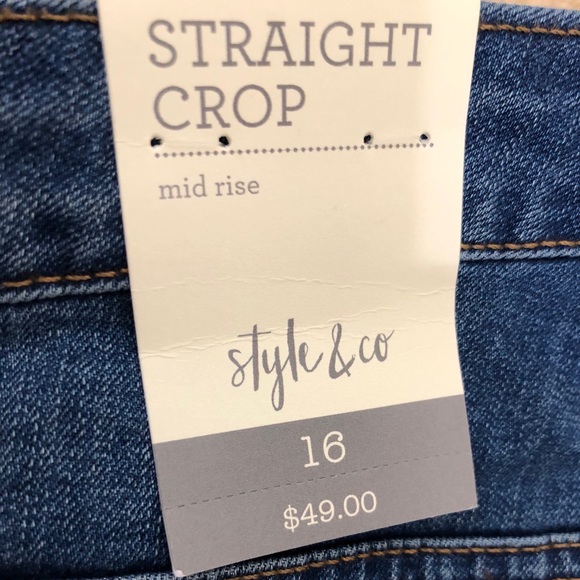 STRAIGHT
CROP
mid rise
style & co
16
$49.00